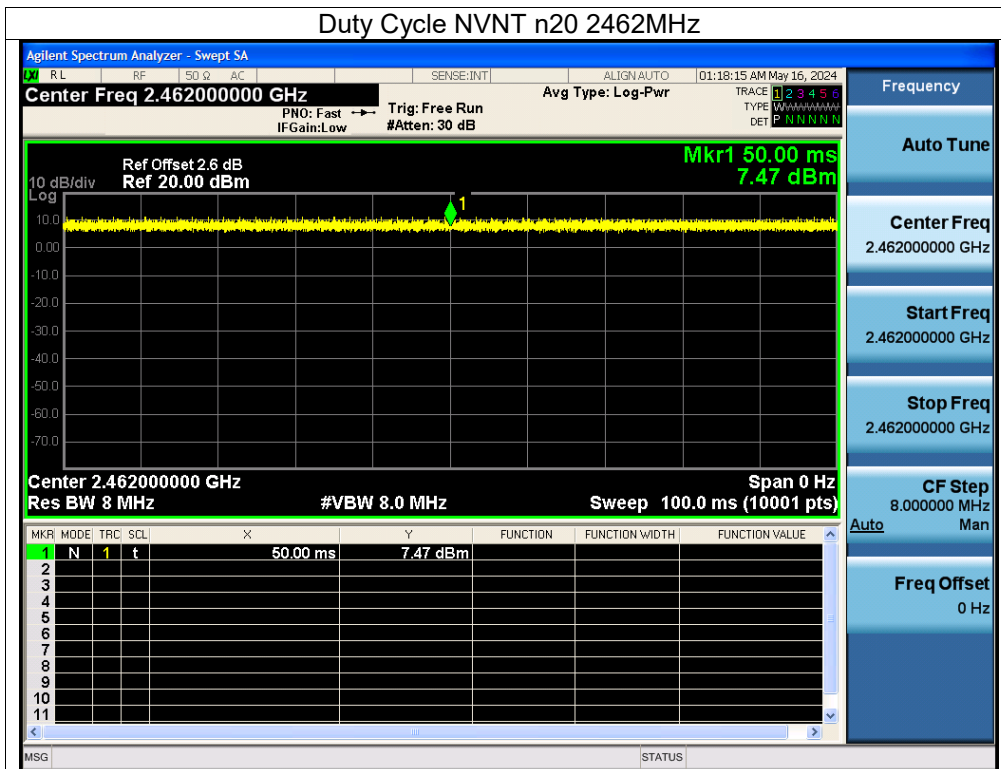 Duty Cycle NVNT n20 2462MHz
Agilent Spectrum Analyzer - Swept SA
LXI RL RF 50 Ω AC SENSE:INT ALIGN AUTO 01:18:15 AM May 16, 2024
Center Freq 2.462000000 GHz
PNO: Fast
IFGain:Low
Trig: Free Run
#Atten: 30 dB
Avg Type: Log-Pwr
TRACE 1 2 3 4 5 6
TYPE WWWWWW
DET P N N N N N
Frequency
Auto Tune
Center Freq
2.462000000 GHz
Start Freq
2.462000000 GHz
Stop Freq
2.462000000 GHz
CF Step
8.000000 MHz
Auto Man
Freq Offset
0 Hz
Mkr1 50.00 ms
7.47 dBm
Ref Offset 2.6 dB
10 dB/div Ref 20.00 dBm
Log
1
10.0
0.00
-10.0
-20.0
-30.0
-40.0
-50.0
-60.0
-70.0
Center 2.462000000 GHz Span 0 Hz
Res BW 8 MHz #VBW 8.0 MHz Sweep 100.0 ms (10001 pts)
MKR MODE TRC SCL X Y FUNCTION FUNCTION WIDTH FUNCTION VALUE
1 N 1 t 50.00 ms 7.47 dBm
2
3
4
5
6
7
8
9
10
11
MSG STATUS